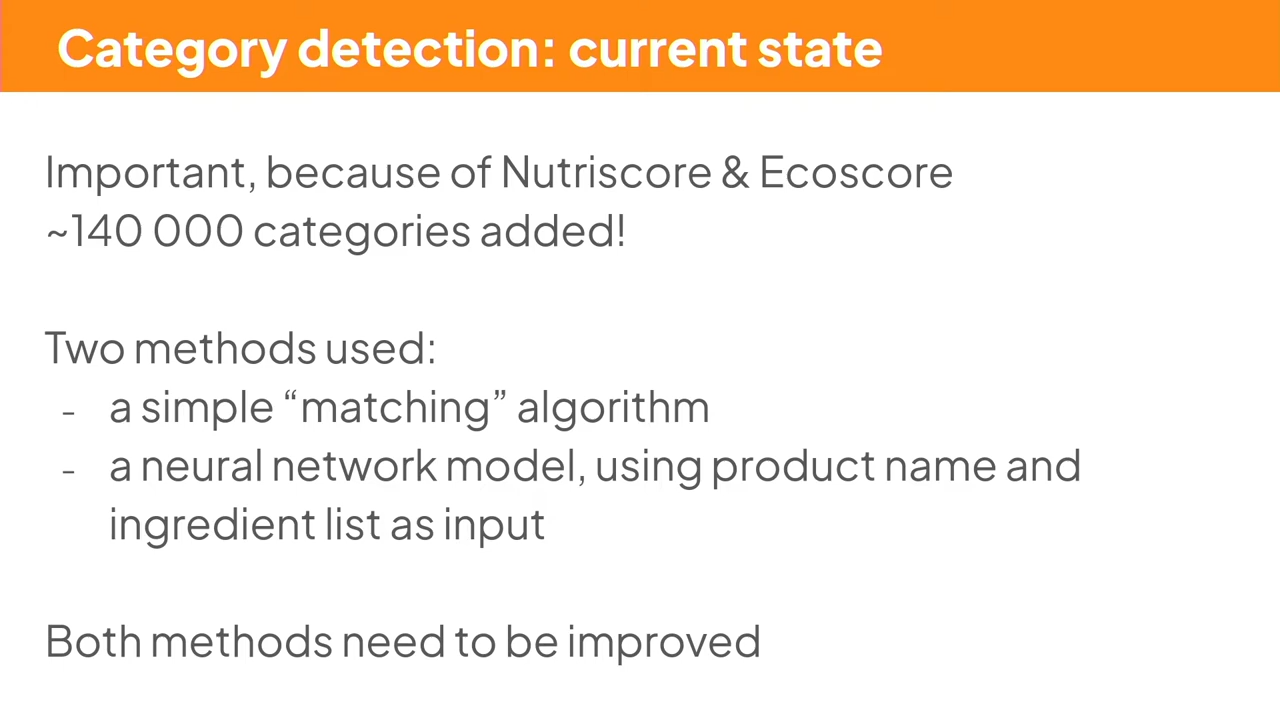 Category detection: current state
Important, because of Nutriscore & Ecoscore
~140 000 categories added!
Two methods used:
- a simple “matching” algorithm
- a neural network model, using product name and
ingredient list as input
Both methods need to be improved